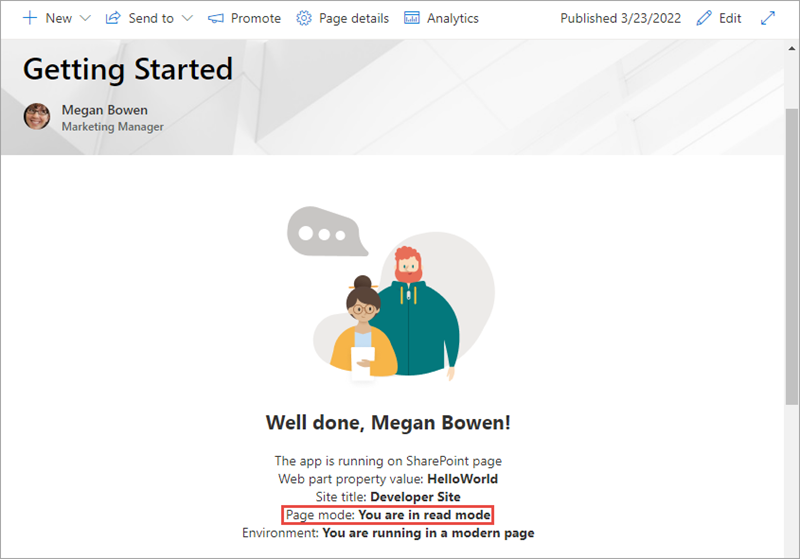 New Send to Promote Page details Analytics Published 3/23/2022 Edit
Getting Started
Megan Bowen
Marketing Manager
Well done, Megan Bowen!
The app is running on SharePoint page
Web part property value: HelloWorld
Site title: Developer Site
Page mode: You are in read mode
Environment: You are running in a modern page